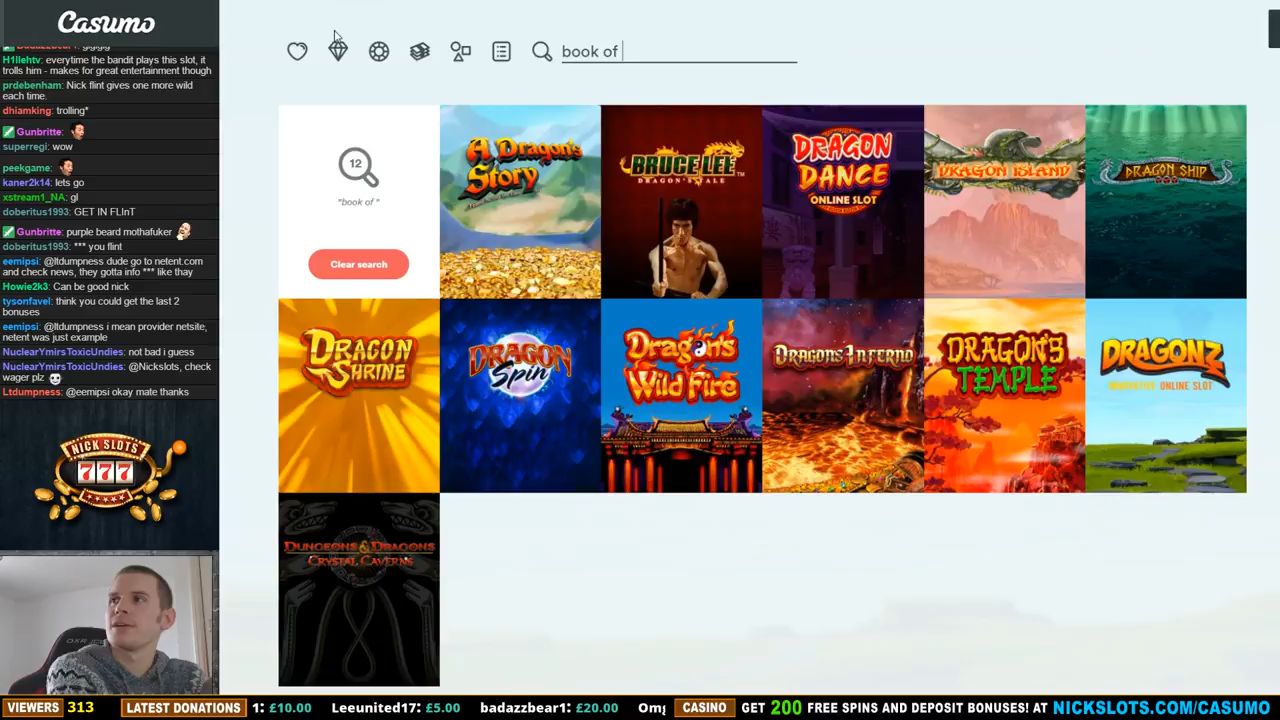 Casumo
Badazzbear1: gggggg
H1llehtv: everytime the bandit plays this slot, it
trolls him - makes for great entertainment though
prdebenham: Nick flint gives one more wild
each time.
dhiamking: trolling*
Gunbritte:
superregi: wow
peekgame:
kaner2k14: lets go
xstream1_NA: gl
doberitus1993: GET IN FLInT
Gunbritte: purple beard mothafuker
doberitus1993: *** you flint
eemipsi: @ltdumpness dude go to netent.com
and check news, they gotta info *** like thay
Howie2k3: Can be good nick
tysonfavel: think you could get the last 2
bonuses
eemipsi: @ltdumpness i mean provider netsite,
netent was just example
NuclearYmirsToxicUndies: not bad i guess
NuclearYmirsToxicUndies: @Nickslots, check
wager plz
Ltdumpness: @eemipsi okay mate thanks
NICK SLOTS
777
book of
12
"book of "
Clear search
A Dragon's
Story
BRUCE LEE™
DRAGON'S TALE
DRAGON
DANCE
ONLINE SLOT
DRAGON ISLAND
DRAGON SHIP
DRAGON
SHRINE
DRAGON
Spin
Dragon's
Wild Fire
DRAGON'S INFERNO
DRAGON'S
TEMPLE
DRAGONZ
ONLINE SLOT
DUNGEONS & DRAGONS
CRYSTAL CAVERNS
VIEWERS 313
LATEST DONATIONS
1: £10.00 Leeunited17: £5.00 badazzbear1: £20.00 Omg
CASINO GET 200 FREE SPINS AND DEPOSIT BONUSES! AT NICKSLOTS.COM/CASUMO